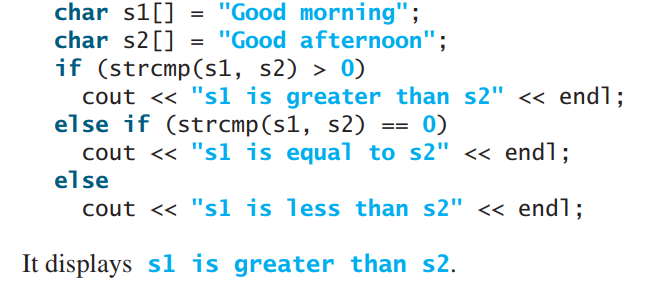 char s1[] = "Good morning";
char s2[] = "Good afternoon";
if (strcmp(s1, s2) > 0)
  cout << "s1 is greater than s2" << endl;
else if (strcmp(s1, s2) == 0)
  cout << "s1 is equal to s2" << endl;
else
  cout << "s1 is less than s2" << endl;
It displays s1 is greater than s2.